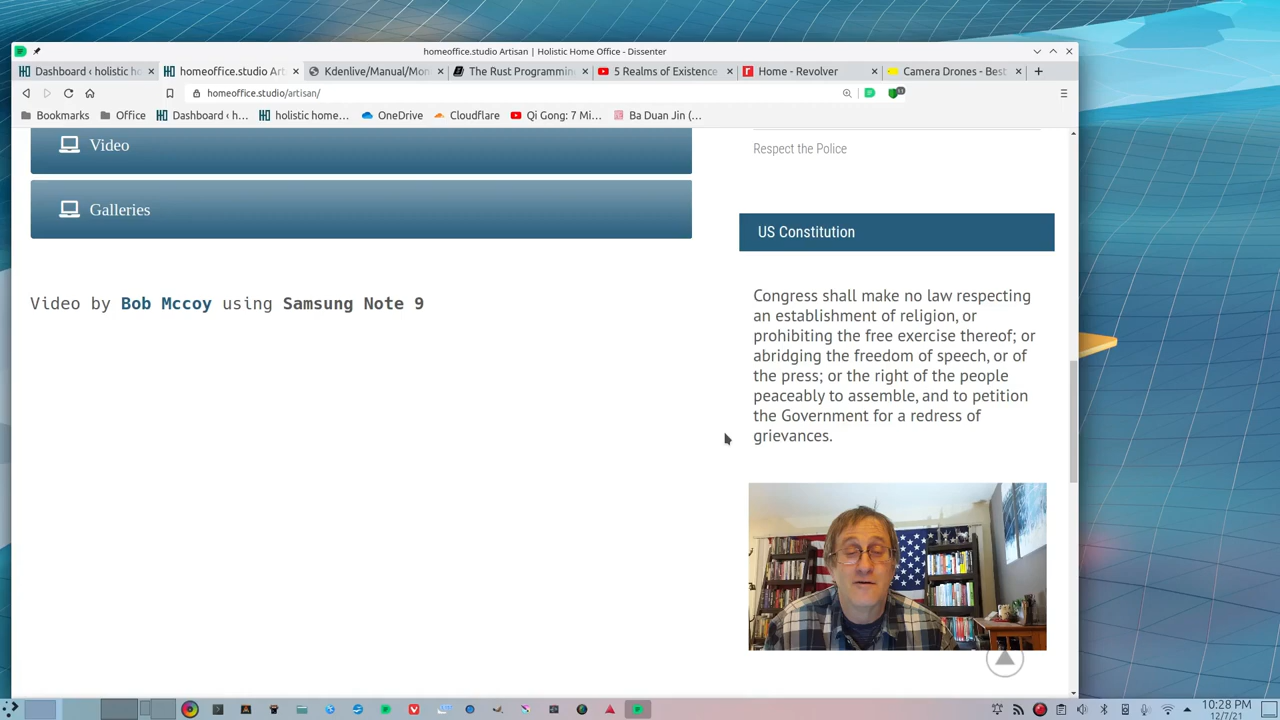 homeoffice.studio Artisan | Holistic Home Office - Dissenter
Dashboard ‹ holistic h
homeoffice.studio Art
Kdenlive/Manual/Mon
The Rust Programmin
5 Realms of Existence
Home - Revolver
Camera Drones - Best
homeoffice.studio/artisan/
Bookmarks
Office
Dashboard ‹ h...
holistic home...
OneDrive
Cloudflare
Qi Gong: 7 Mi...
Ba Duan Jin (...
Video
Galleries
Video by Bob Mccoy using Samsung Note 9
Respect the Police
US Constitution
Congress shall make no law respecting
an establishment of religion, or
prohibiting the free exercise thereof; or
abridging the freedom of speech, or of
the press; or the right of the people
peaceably to assemble, and to petition
the Government for a redress of
grievances.
10:28 PM
12/7/21